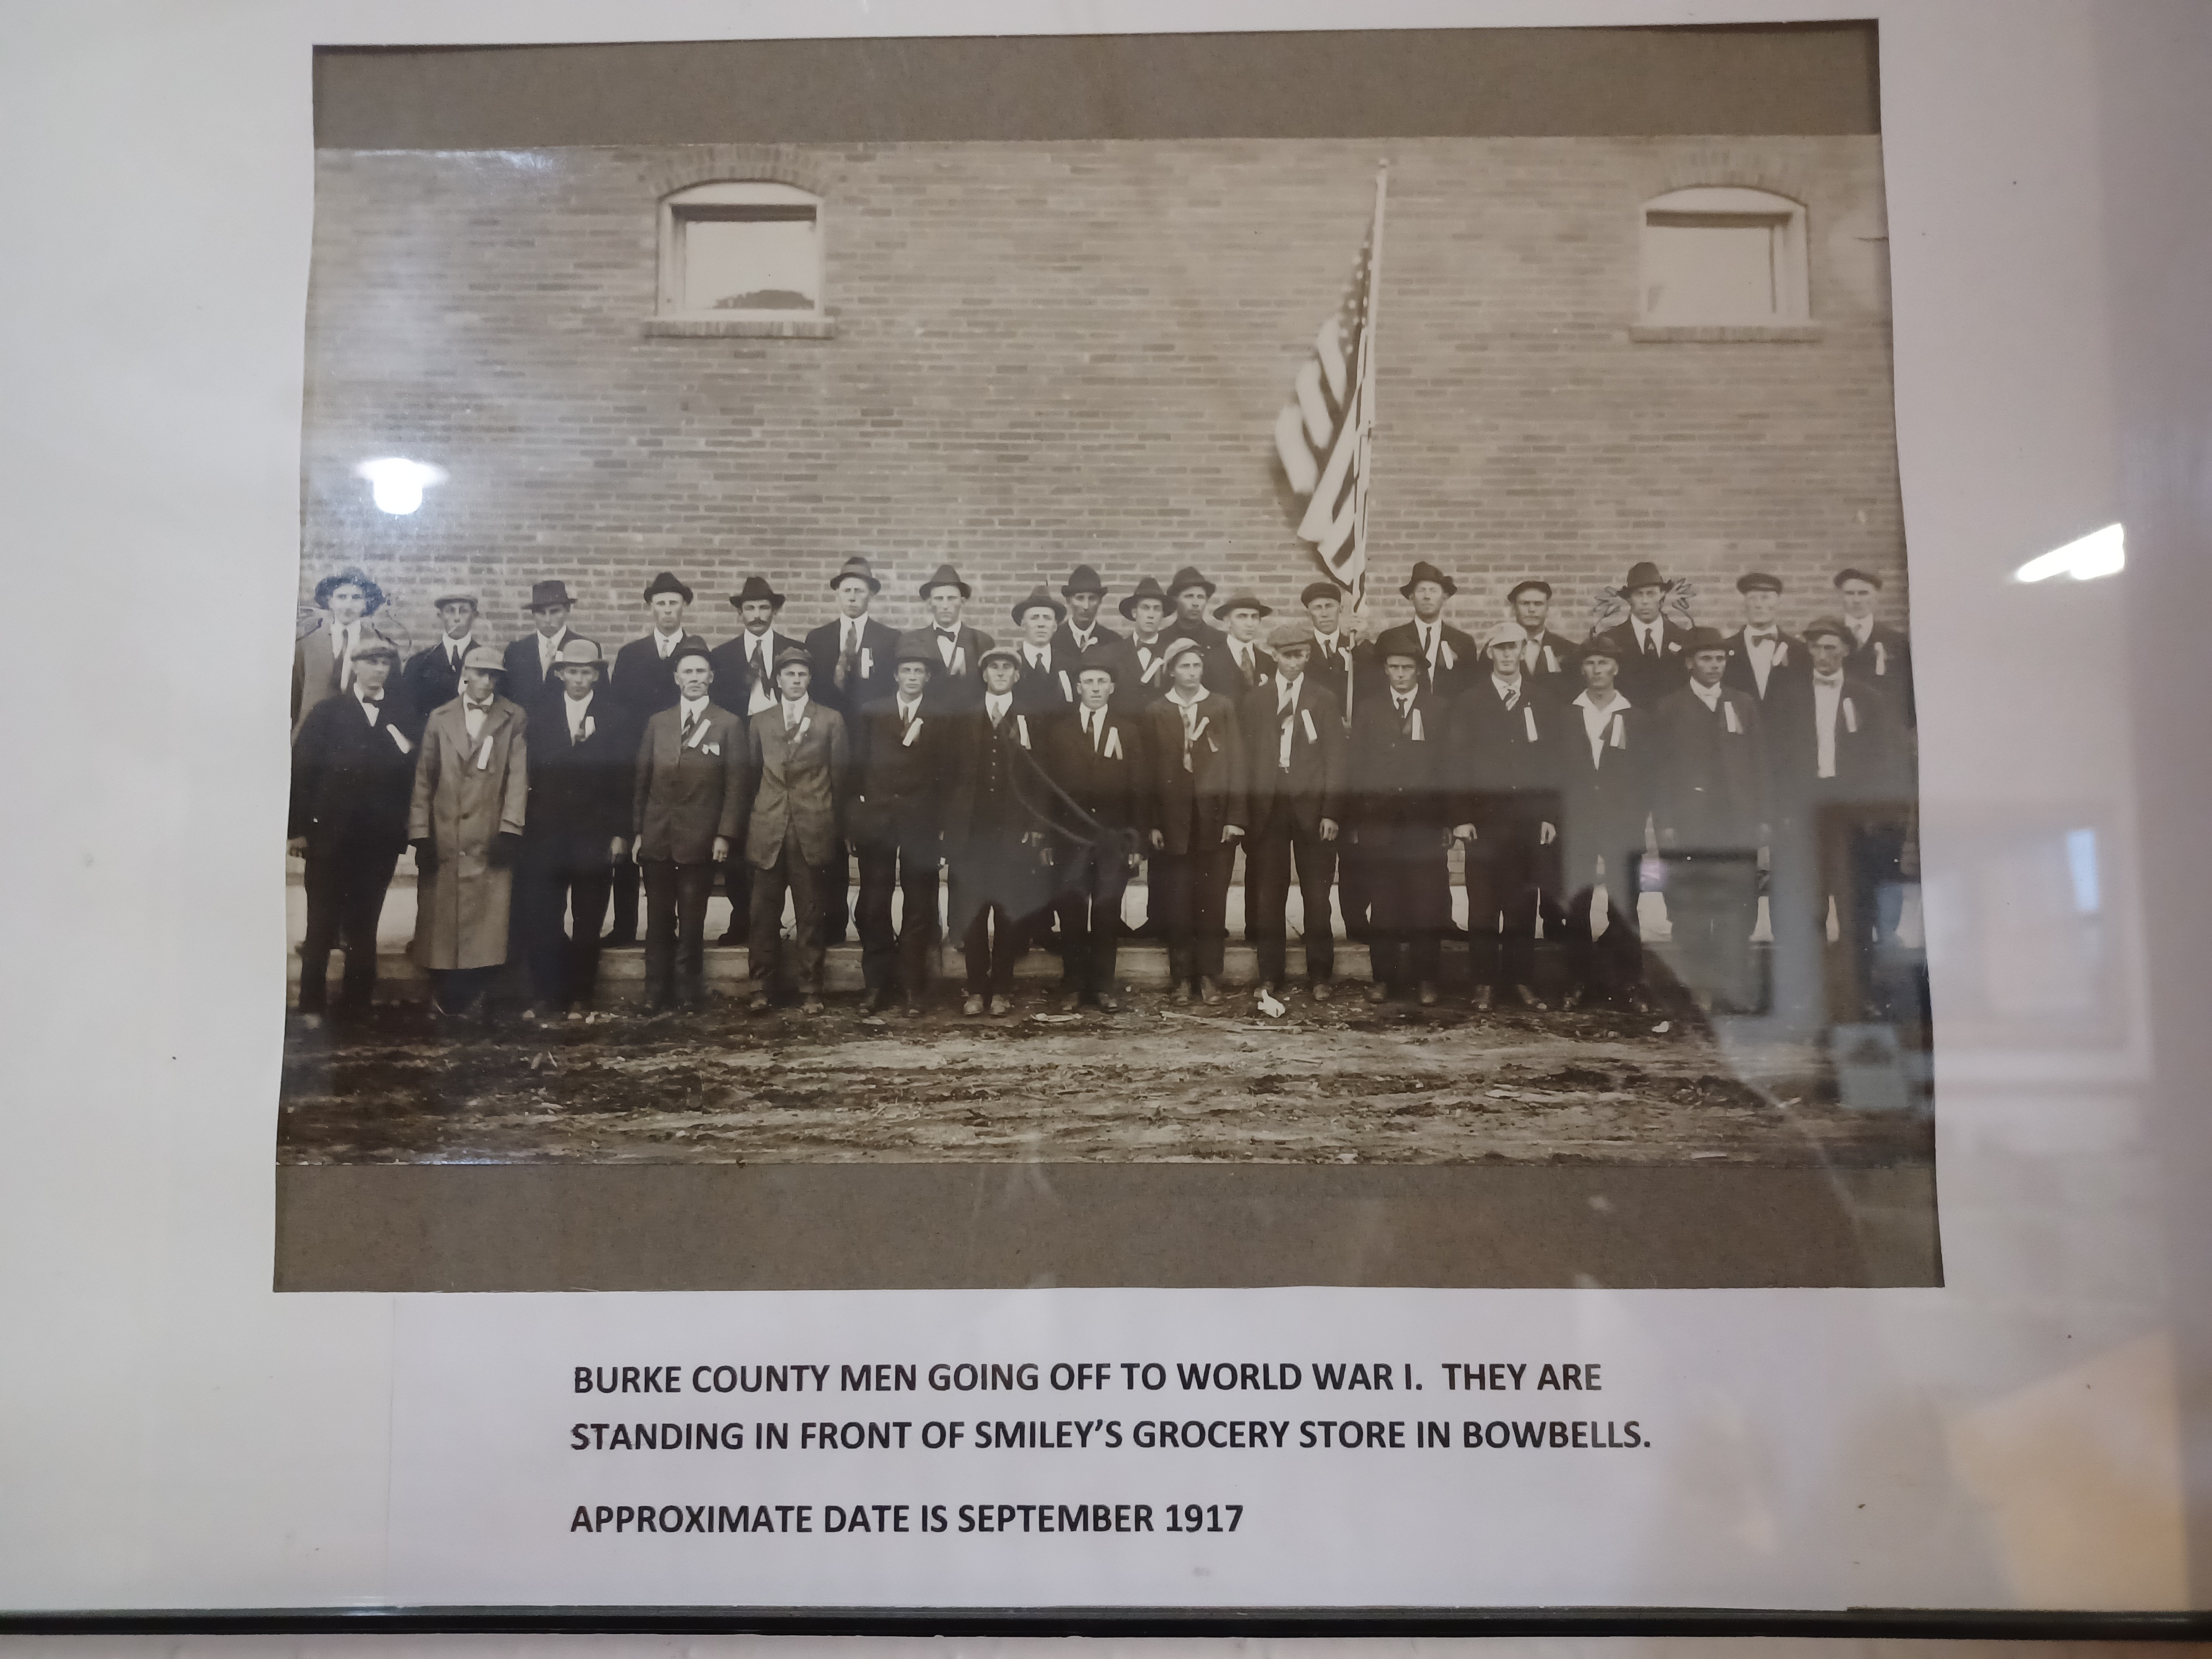 BURKE COUNTY MEN GOING OFF TO WORLD WAR I.  THEY ARE
STANDING IN FRONT OF SMILEY’S GROCERY STORE IN BOWBELLS.
APPROXIMATE DATE IS SEPTEMBER 1917